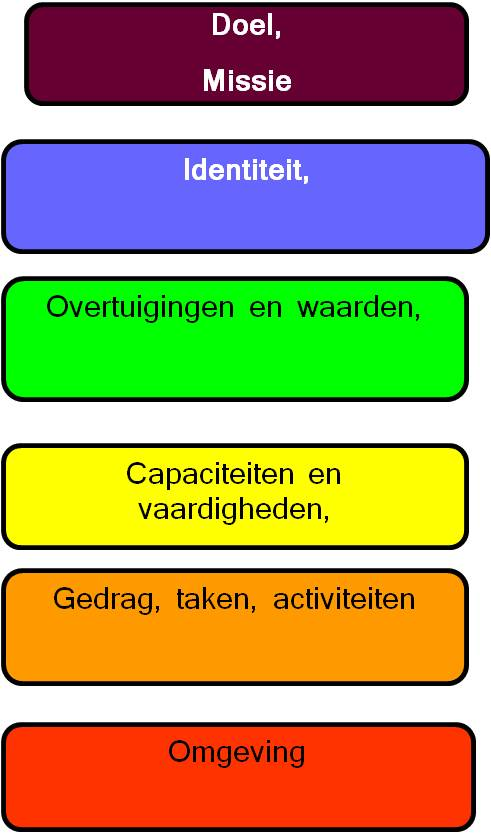 Doel,
Missie
Identiteit,
Overtuigingen en waarden,
Capaciteiten en
vaardigheden,
Gedrag, taken, activiteiten
Omgeving